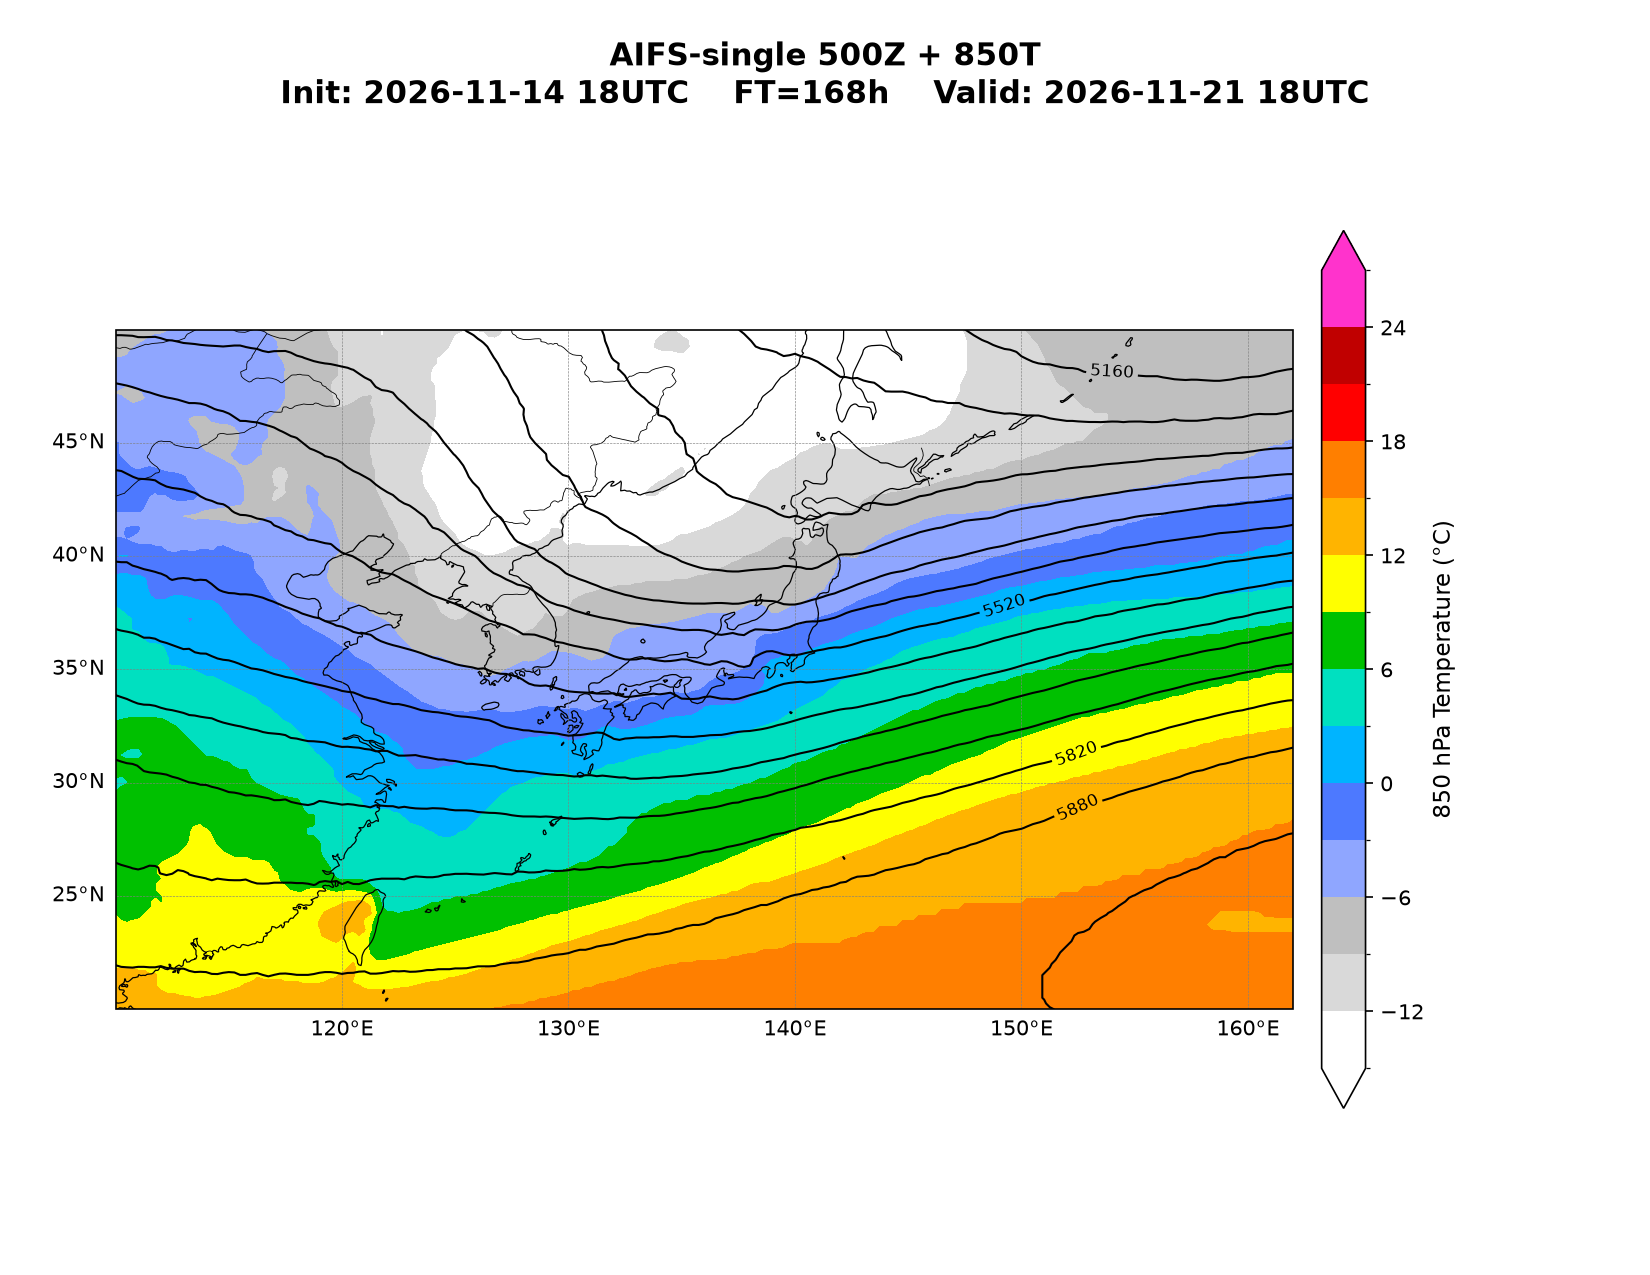 AIFS-single 500Z + 850T
Init: 2026-11-14 18UTC    FT=168h    Valid: 2026-11-21 18UTC
5160
45°N
40°N
5520
35°N
5820
30°N
5880
25°N
120°E
130°E
140°E
150°E
160°E
24
18
12
6
0
−6
−12
850 hPa Temperature (°C)